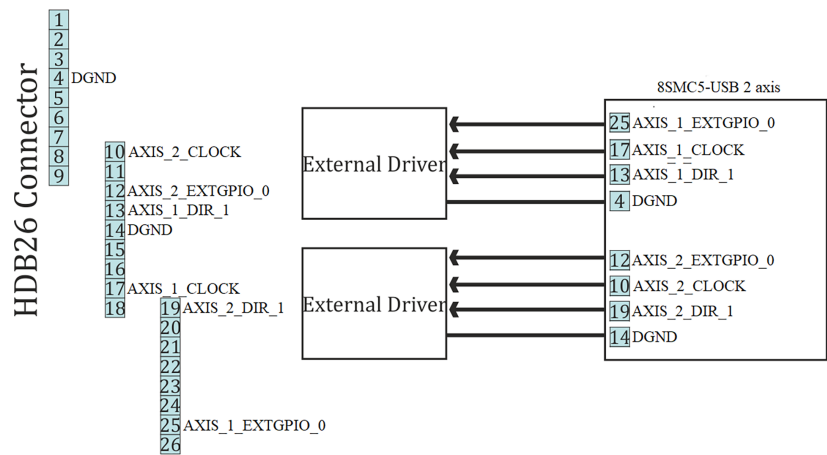 HDB26 Connector
1
2
3
4 DGND
5
6
7
8
9
10 AXIS_2_CLOCK
11
12 AXIS_2_EXTGPIO_0
13 AXIS_1_DIR_1
14 DGND
15
16
17 AXIS_1_CLOCK
18
19 AXIS_2_DIR_1
20
21
22
23
24
25 AXIS_1_EXTGPIO_0
26
External Driver
External Driver
8SMC5-USB 2 axis
25 AXIS_1_EXTGPIO_0
17 AXIS_1_CLOCK
13 AXIS_1_DIR_1
4 DGND
12 AXIS_2_EXTGPIO_0
10 AXIS_2_CLOCK
19 AXIS_2_DIR_1
14 DGND